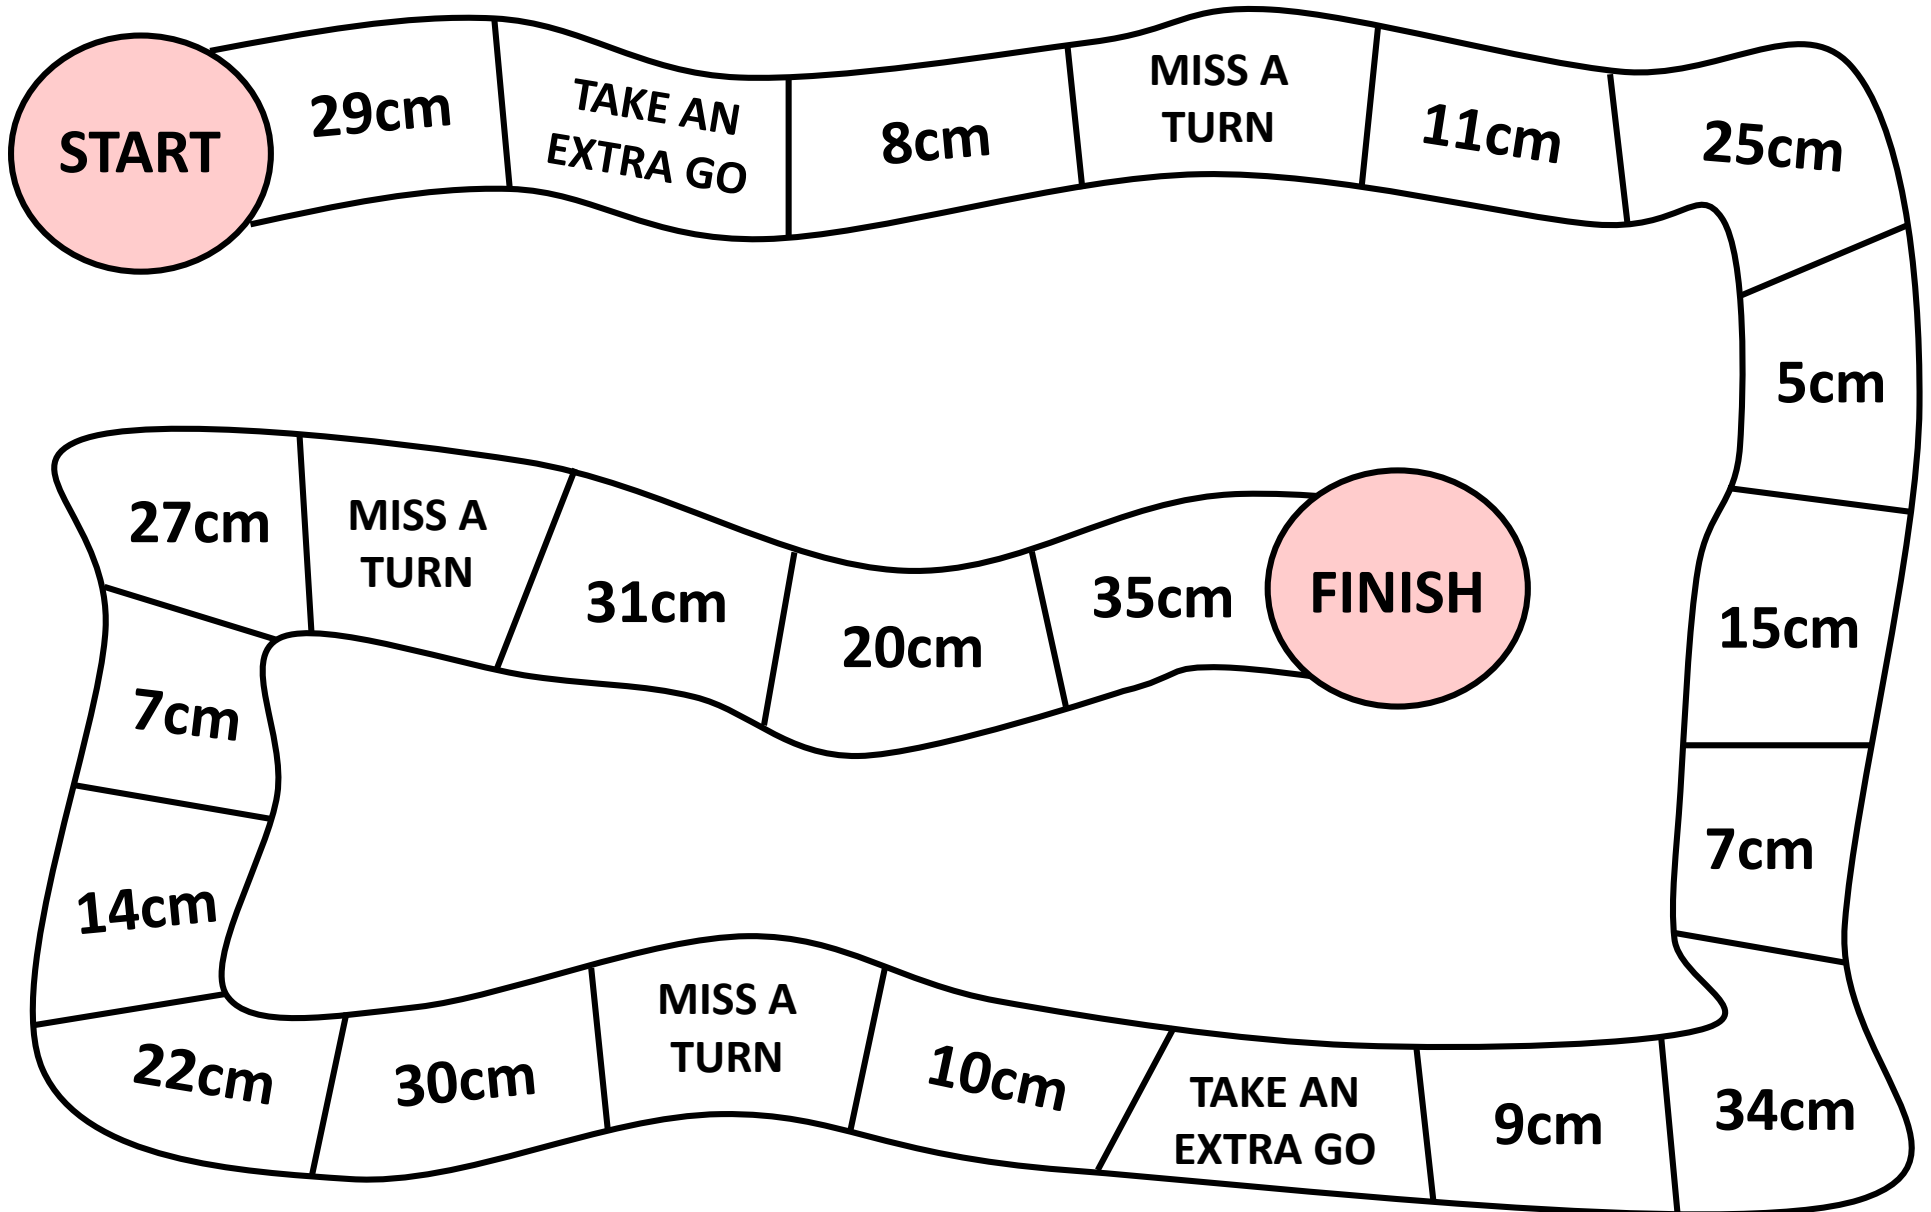 START
29cm
TAKE AN
EXTRA GO
8cm
MISS A
TURN
11cm
25cm
5cm
15cm
7cm
34cm
9cm
TAKE AN
EXTRA GO
10cm
MISS A
TURN
30cm
22cm
14cm
7cm
27cm
MISS A
TURN
31cm
20cm
35cm
FINISH